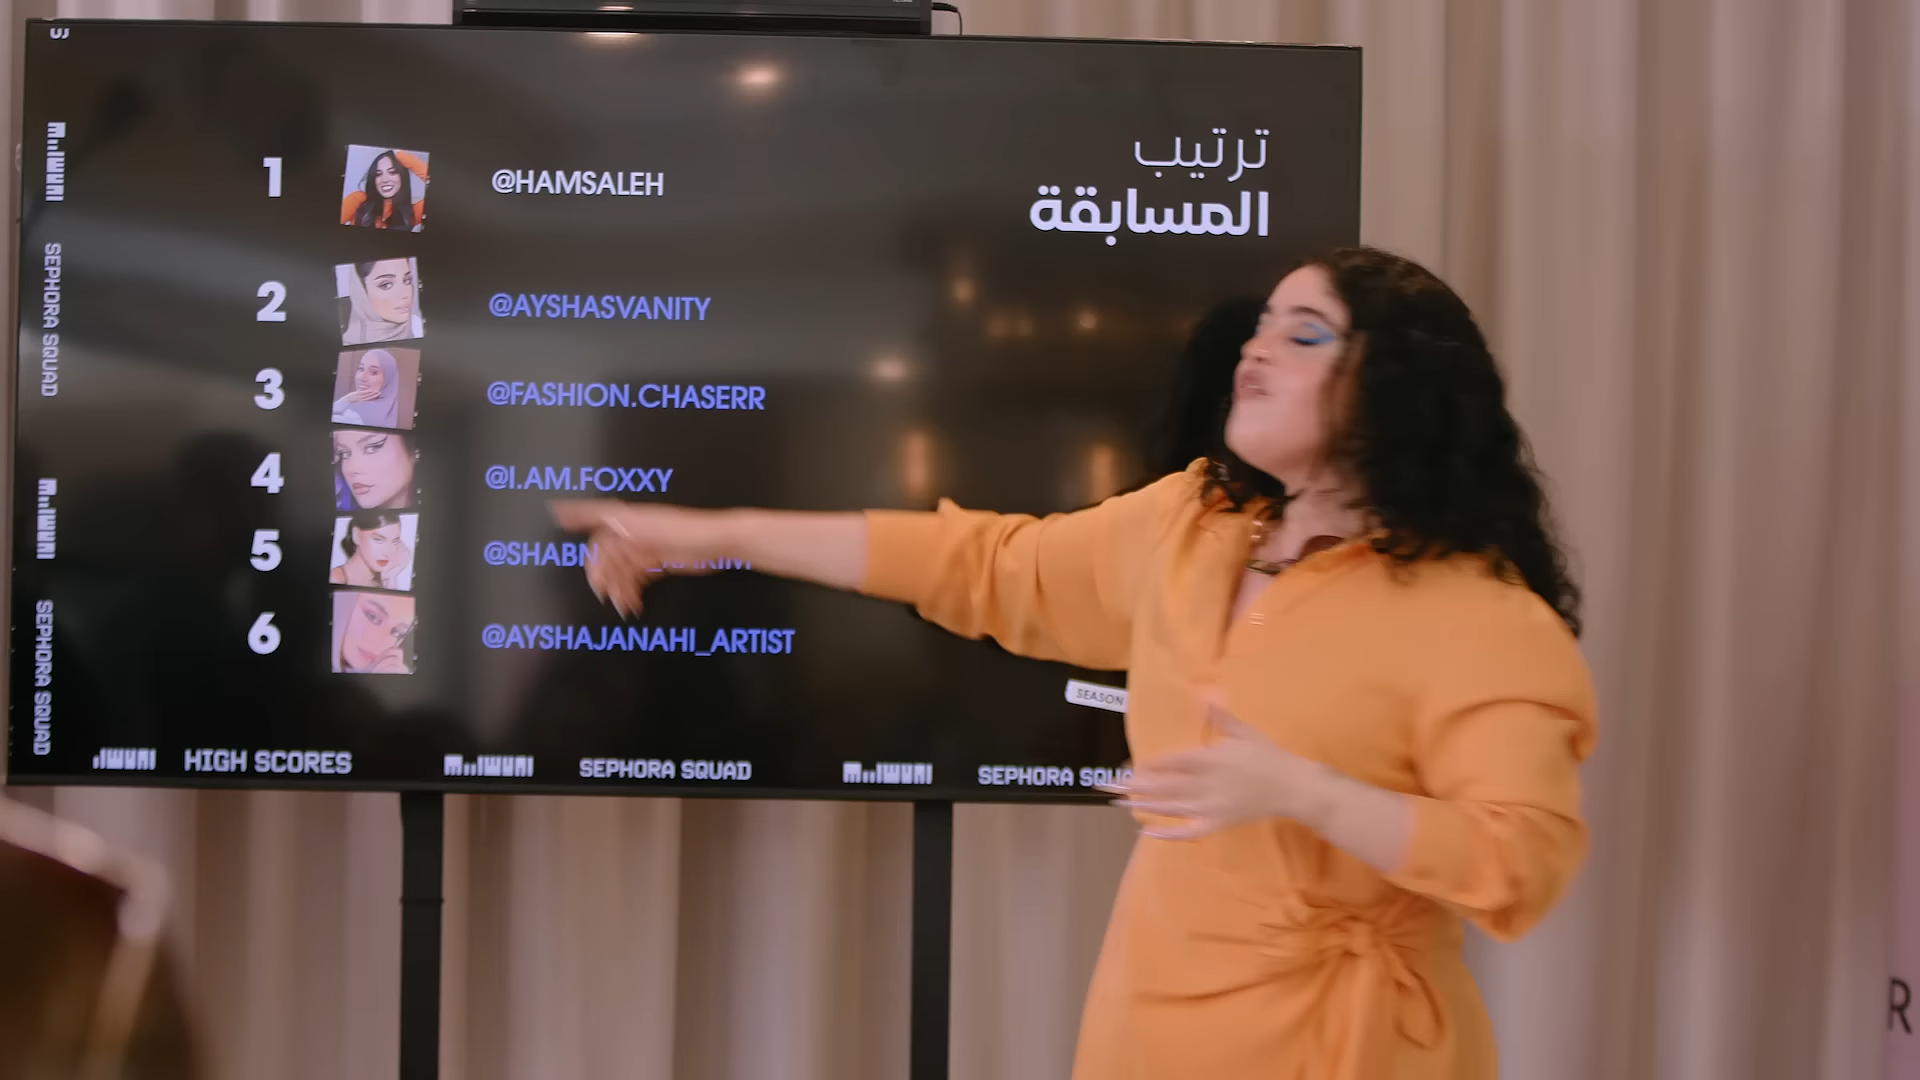 ترتيب
المسابقة
1 @HAMSALEH
2 @AYSHASVANITY
3 @FASHION.CHASERR
4 @I.AM.FOXXY
5
6 @AYSHAJANAHI_ARTIST
SEASON
HIGH SCORES
SEPHORA SQUAD
SEPHORA
SEPHORA SQUAD
SEPHORA SQUAD
R